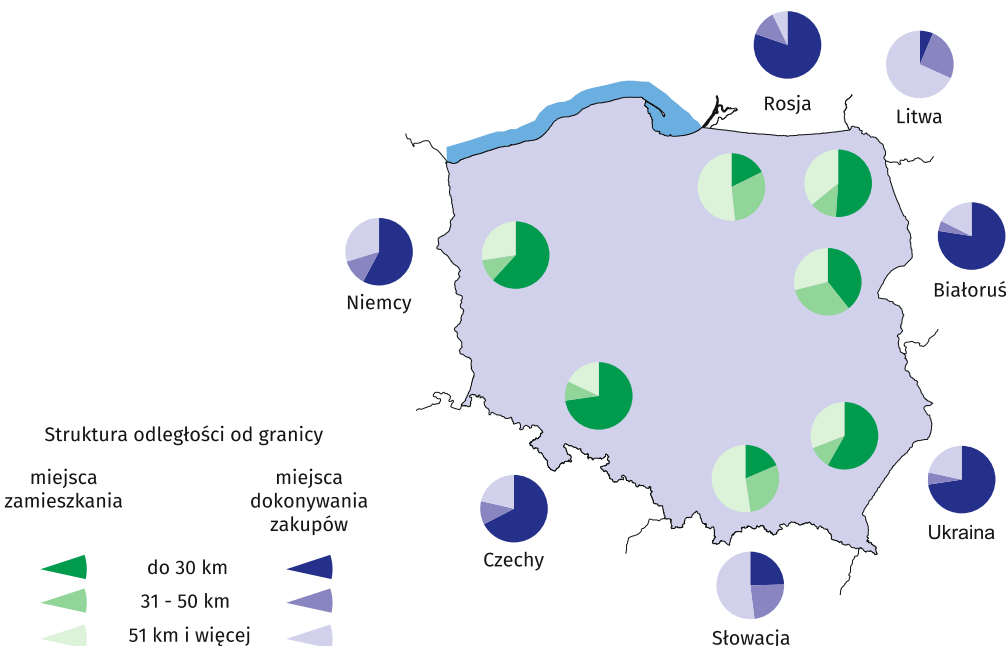 Rosja
Litwa
Niemcy
Białoruś
Struktura odległości od granicy
miejsca
zamieszkania
miejsca
dokonywania
zakupów
Czechy
Ukraina
do 30 km
31 - 50 km
51 km i więcej
Słowacja